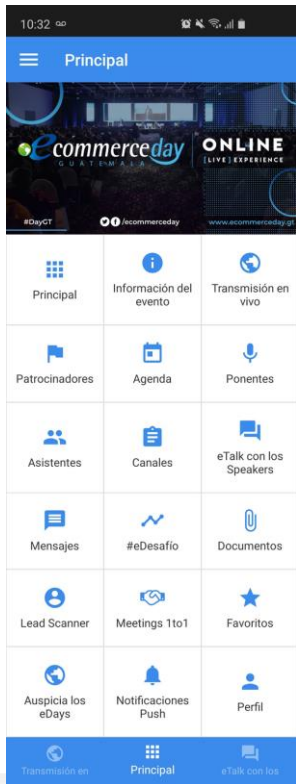 10:32
Principal
ecommerceday
GUATEMALA
ONLINE
[LIVE] EXPERIENCE
#DayGT
/ecommerceday
www.ecommerceday.gt
Principal
Información del
evento
Transmisión en
vivo
Patrocinadores
Agenda
Ponentes
Asistentes
Canales
eTalk con los
Speakers
Mensajes
#eDesafío
Documentos
Lead Scanner
Meetings 1to1
Favoritos
Auspicia los
eDays
Notificaciones
Push
Perfil
Transmisión en
Principal
eTalk con los